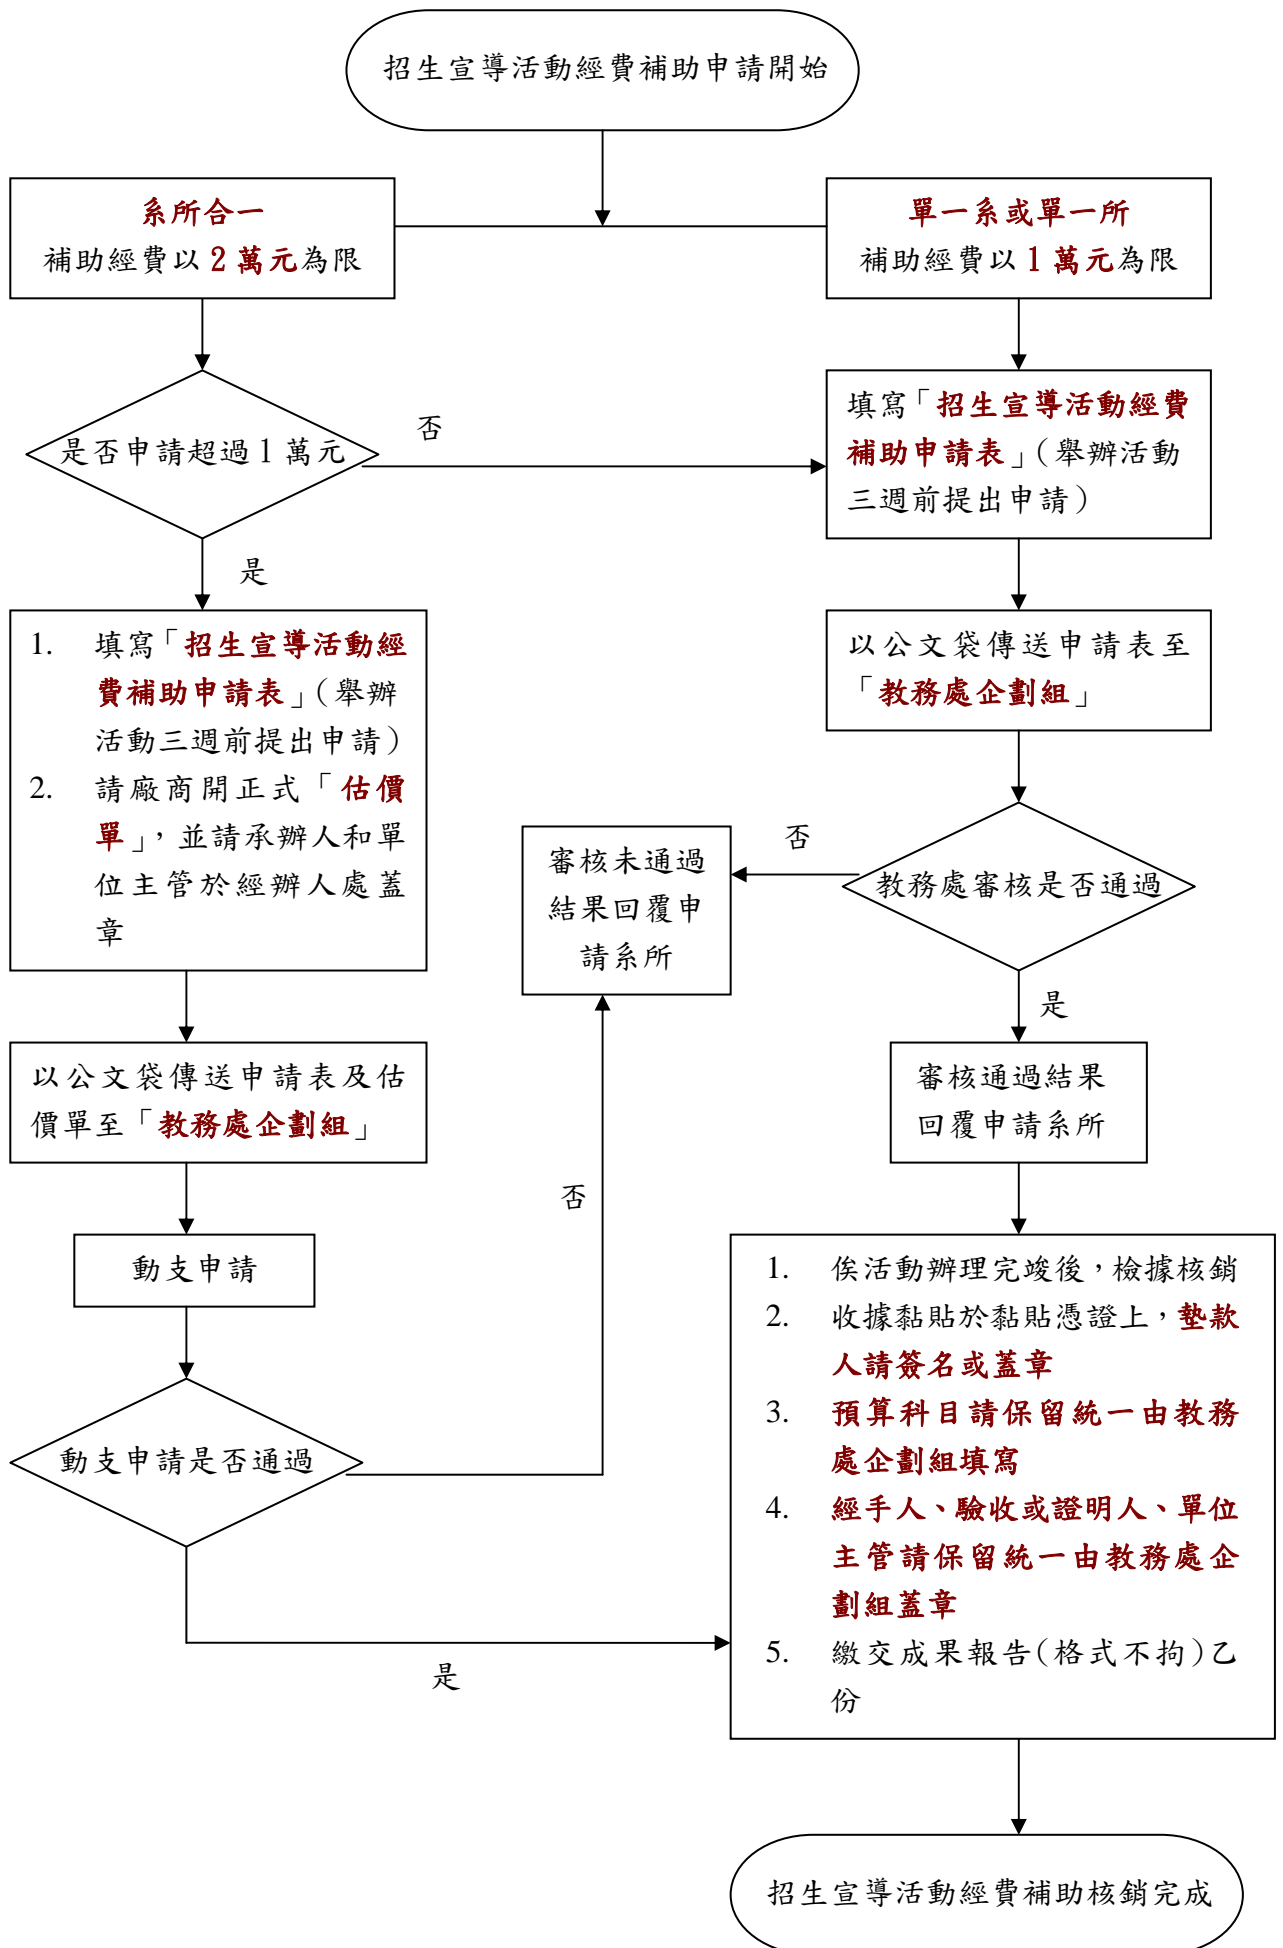 招生宣導活動經費補助申請開始
系所合一
補助經費以 2 萬元為限
單一系或單一所
補助經費以 1 萬元為限
是否申請超過 1 萬元
否
是
填寫「招生宣導活動經費
補助申請表」(舉辦活動
三週前提出申請)
以公文袋傳送申請表至
「教務處企劃組」
1. 填寫「招生宣導活動經
費補助申請表」(舉辦
活動三週前提出申請)
2. 請廠商開正式「估價
單」,並請承辦人和單
位主管於經辦人處蓋
章
審核未通過
結果回覆申
請系所
否
教務處審核是否通過
是
以公文袋傳送申請表及估
價單至「教務處企劃組」
審核通過結果
回覆申請系所
動支申請
否
動支申請是否通過
是
1. 俟活動辦理完竣後,檢據核銷
2. 收據黏貼於黏貼憑證上,墊款
人請簽名或蓋章
3. 預算科目請保留統一由教務
處企劃組填寫
4. 經手人、驗收或證明人、單位
主管請保留統一由教務處企
劃組蓋章
5. 繳交成果報告(格式不拘)乙
份
招生宣導活動經費補助核銷完成